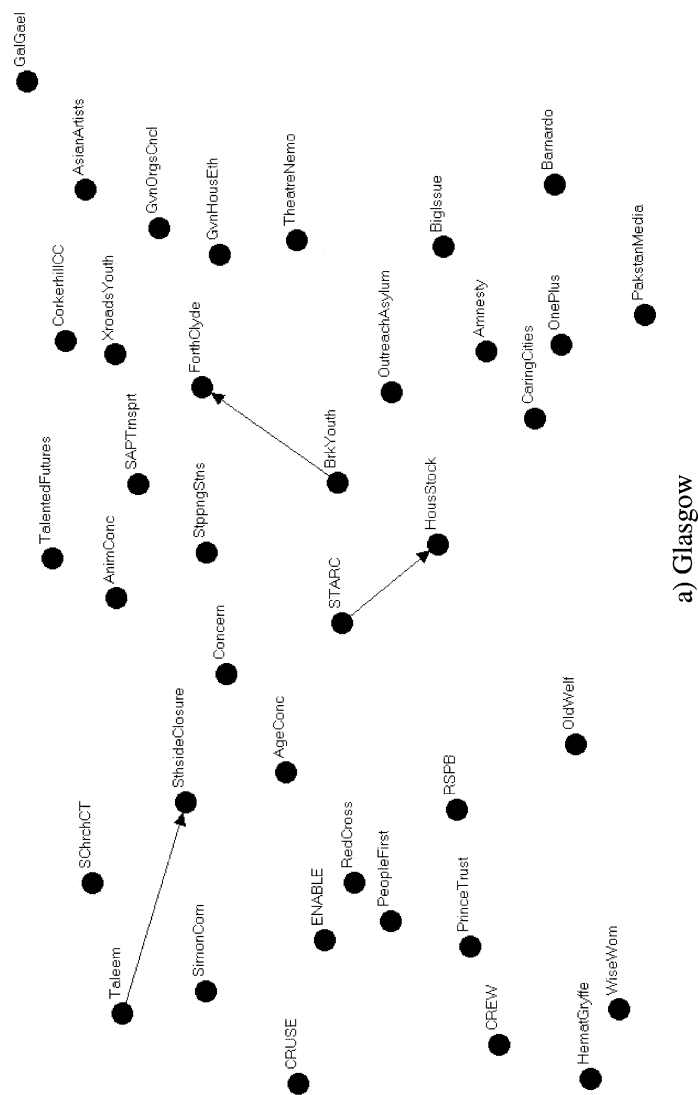 GalGael
AsianArtists
GvnOrgsCncl
GvnHousEth
TheatreNemo
BigIssue
Barnardo
CorkerhillCC
XroadsYouth
ForthClyde
OutreachAsylum
Amnesty
OnePlus
PakstanMedia
CaringCities
TalentedFutures
SAPTrnsprt
AnimConc
StppngStns
BrkYouth
HousStock
STARC
Concern
SthsideClosure
AgeConc
OldWelf
RSPB
SChrchCT
RedCross
PeopleFirst
ENABLE
PrinceTrust
Taleem
SimonCom
CRUSE
CREW
HematGryffe
WiseWom
a) Glasgow